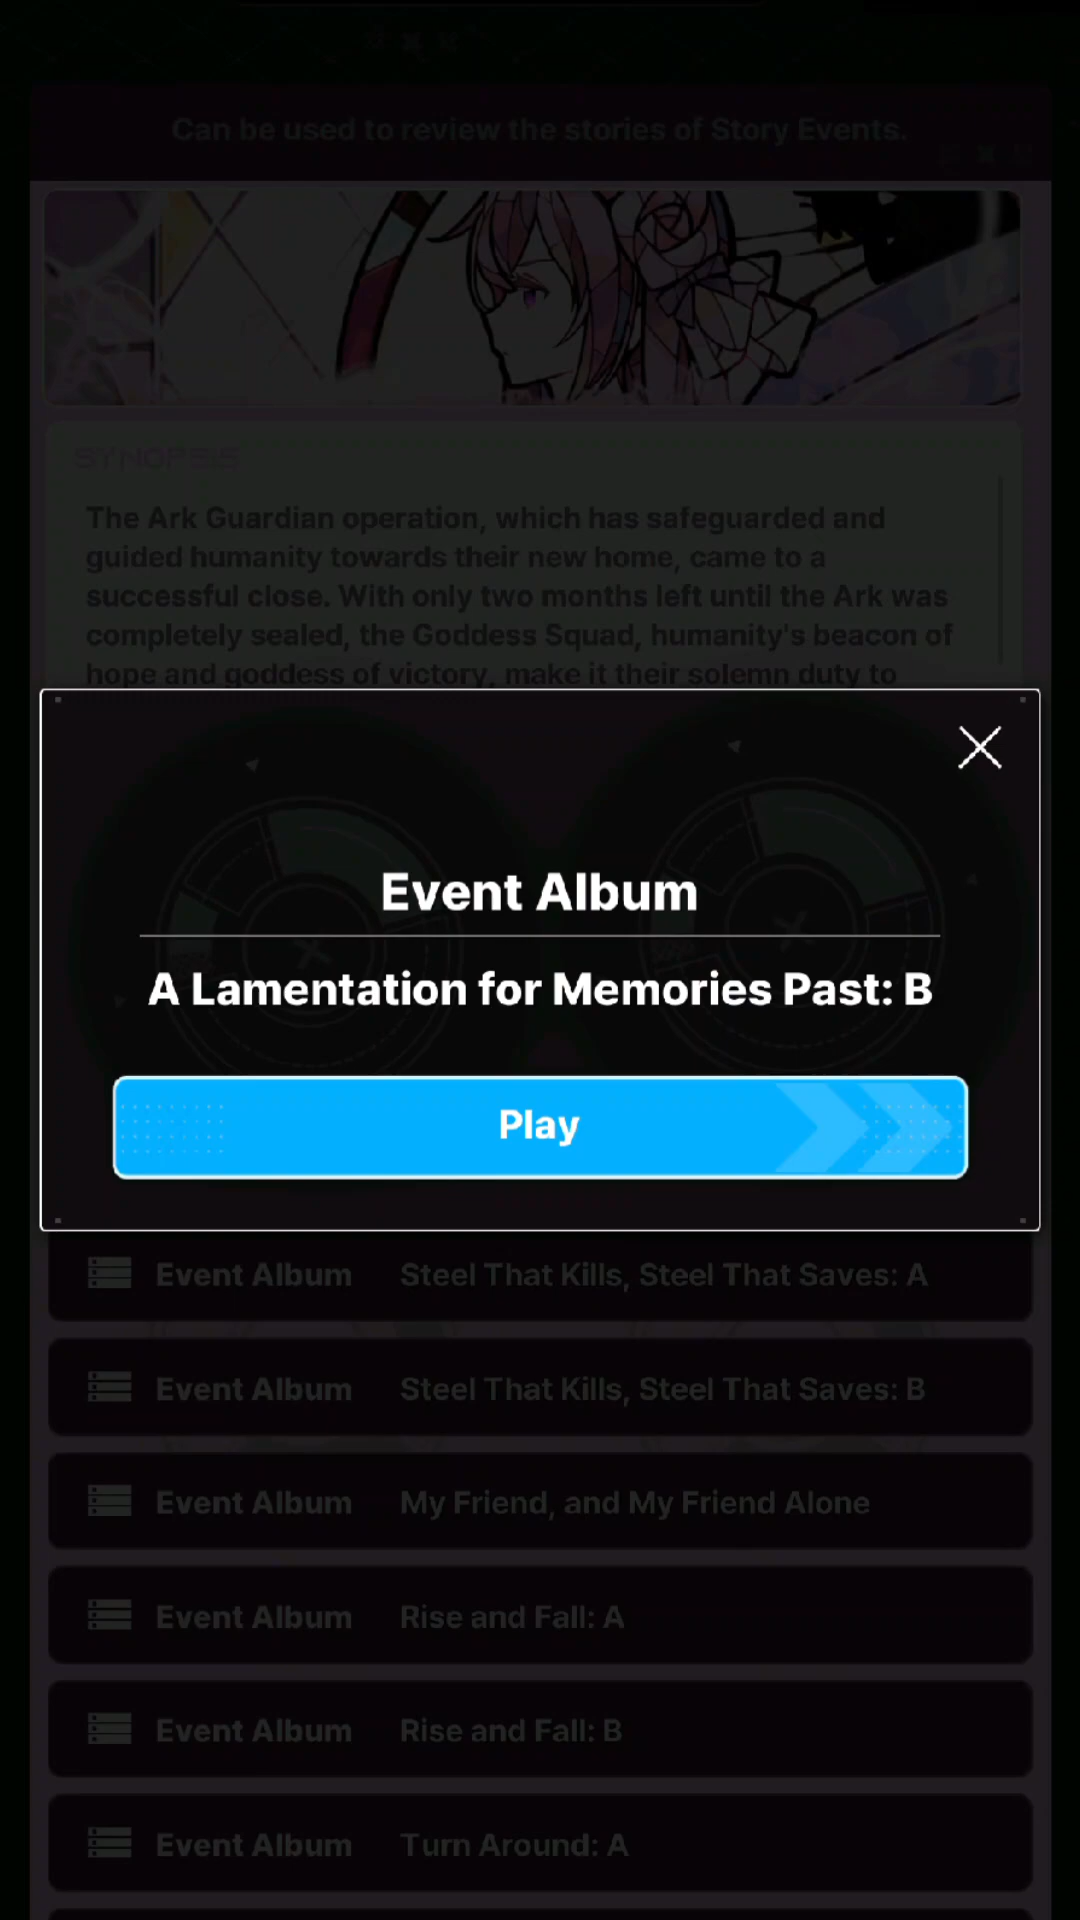 Can be used to review the stories of Story Events.
SYNOPSIS
The Ark Guardian operation, which has safeguarded and
guided humanity towards their new home, came to a
successful close. With only two months left until the Ark was
completely sealed, the Goddess Squad, humanity's beacon of
hope and goddess of victory, make it their solemn duty to
Event Album
A Lamentation for Memories Past: B
Play
Event Album Steel That Kills, Steel That Saves: A
Event Album Steel That Kills, Steel That Saves: B
Event Album My Friend, and My Friend Alone
Event Album Rise and Fall: A
Event Album Rise and Fall: B
Event Album Turn Around: A